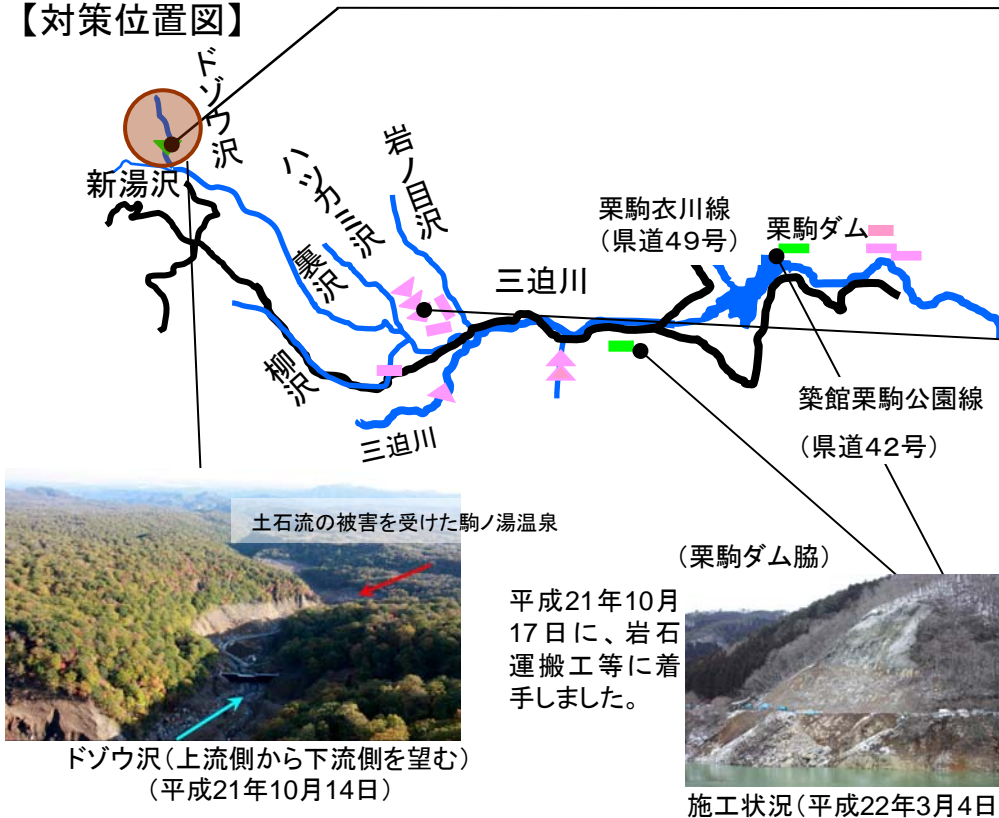 【対策位置図】
ドゾウ沢
新湯沢
ハツカ三沢
岩ノ目沢
裏沢
柳沢
三迫川
三迫川
栗駒衣川線
（県道49号）
栗駒ダム
築館栗駒公園線
（県道42号）
土石流の被害を受けた駒ノ湯温泉
ドゾウ沢（上流側から下流側を望む）
（平成21年10月14日）
（栗駒ダム脇）
平成21年10月
17日に、岩石
運搬工等に着
手しました。
施工状況（平成22年3月4日